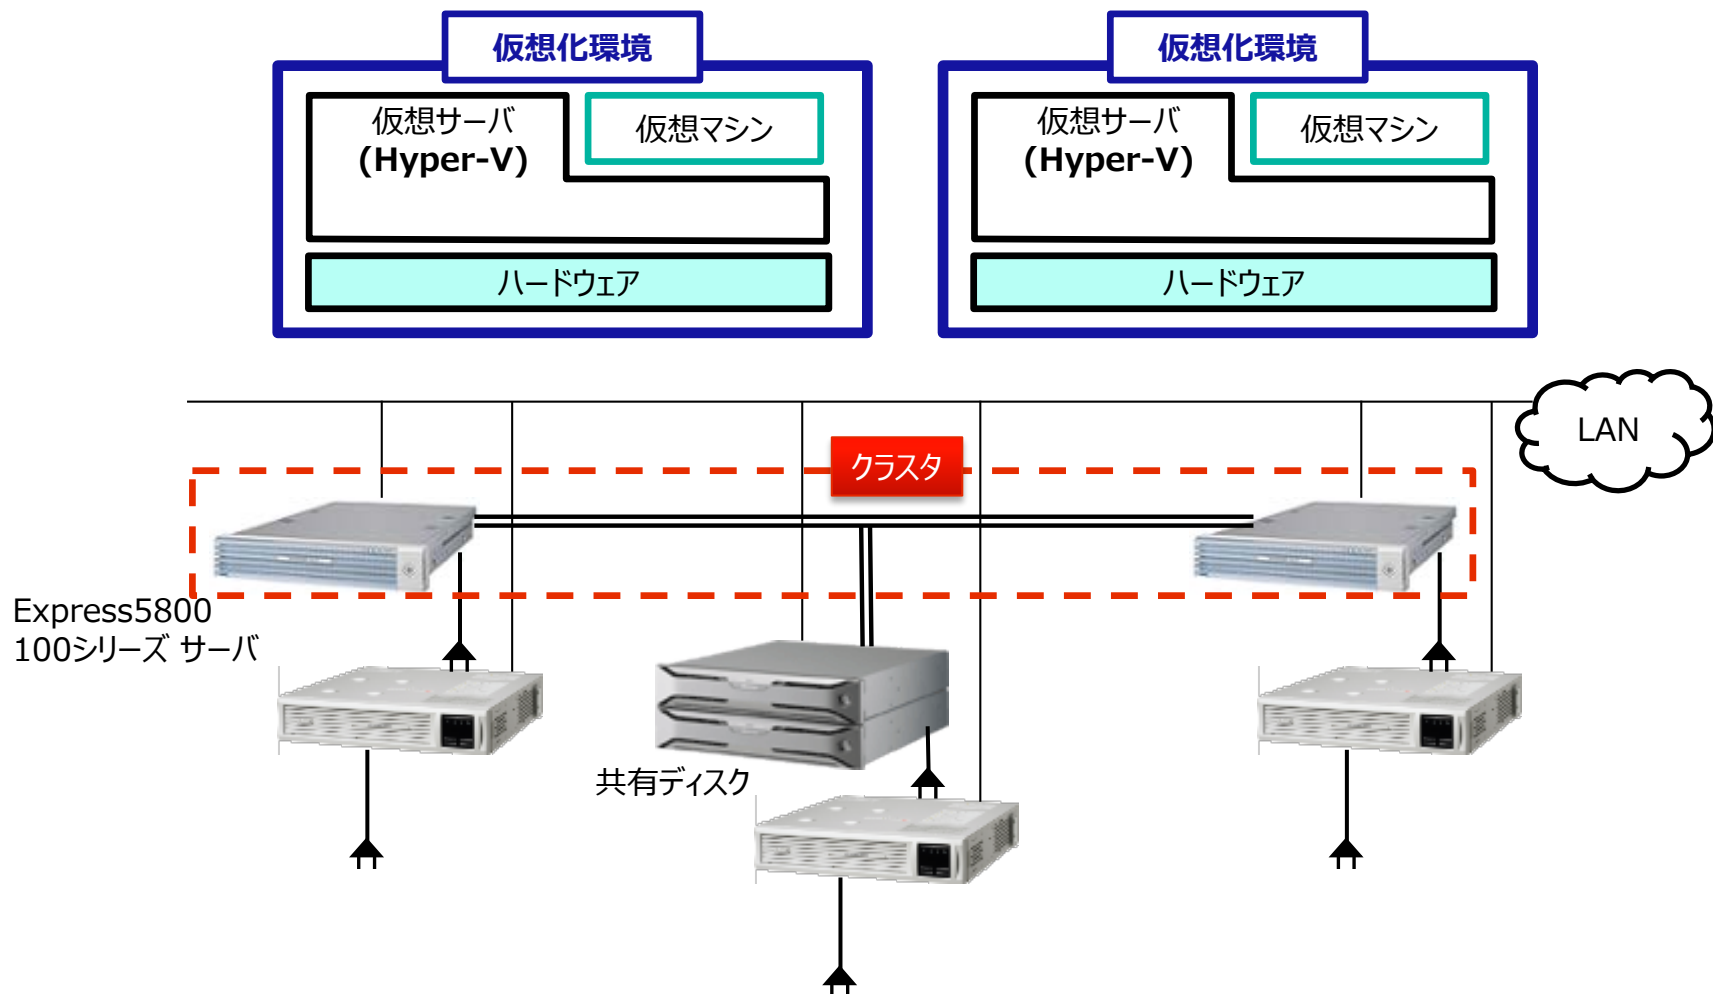 仮想化環境
仮想サーバ
(Hyper-V)
仮想マシン
ハードウェア
仮想化環境
仮想サーバ
(Hyper-V)
仮想マシン
ハードウェア
LAN
クラスタ
Express5800
100シリーズ サーバ
共有ディスク